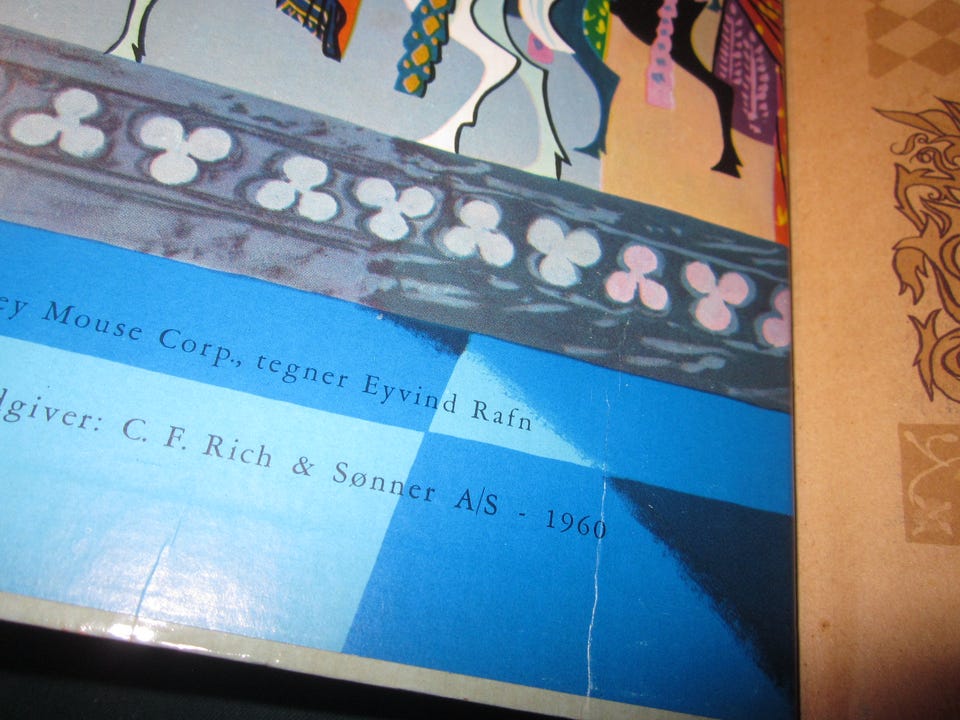 ey Mouse Corp., tegner Eyvind Rafn
dgiver: C. F. Rich & Sønner A/S - 1960